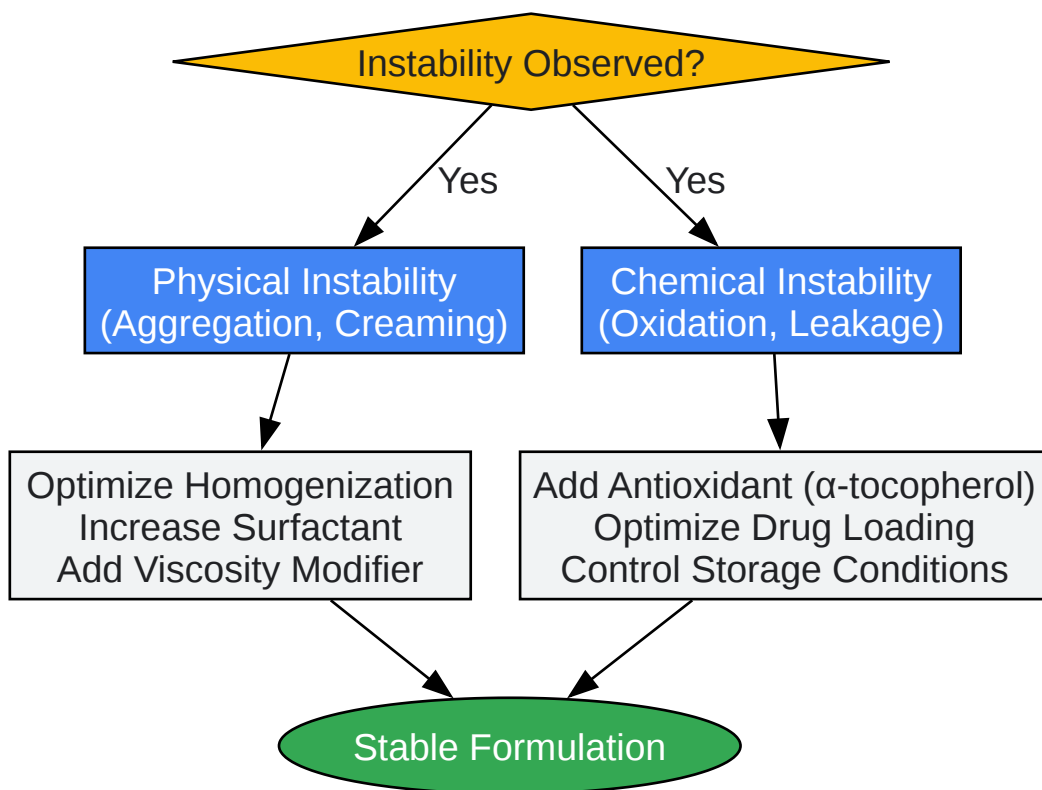 Instability Observed?
Yes
Yes
Physical Instability
(Aggregation, Creaming)
Chemical Instability
(Oxidation, Leakage)
Optimize Homogenization
Increase Surfactant
Add Viscosity Modifier
Add Antioxidant (α-tocopherol)
Optimize Drug Loading
Control Storage Conditions
Stable Formulation